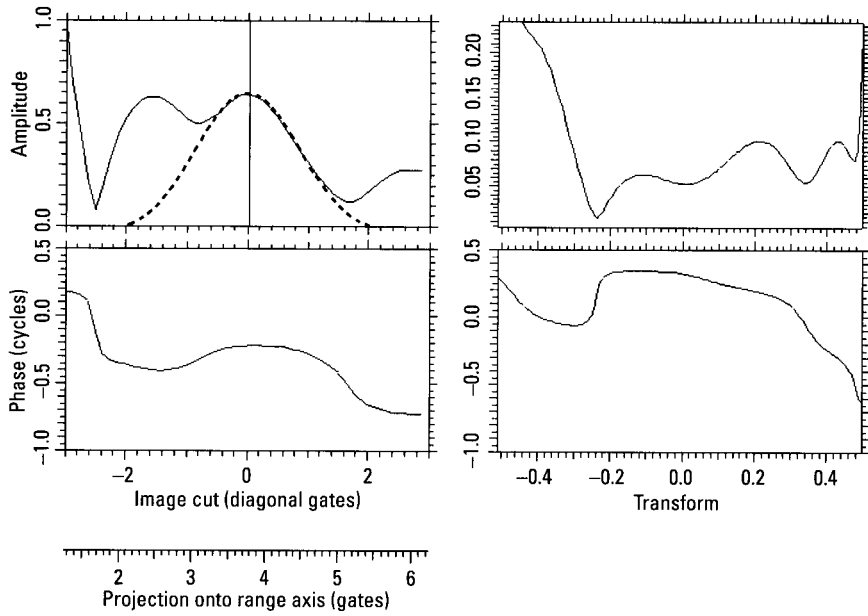 1.0
0.5
0.0
Amplitude
0.20
0.15
0.10
0.05
0.5
0.0
−0.5
−1.0
Phase (cycles)
−2 0 2
Image cut (diagonal gates)
0.5
0.0
−0.5
−1.0
−0.4 −0.2 0.0 0.2 0.4
Transform
2 3 4 5 6
Projection onto range axis (gates)